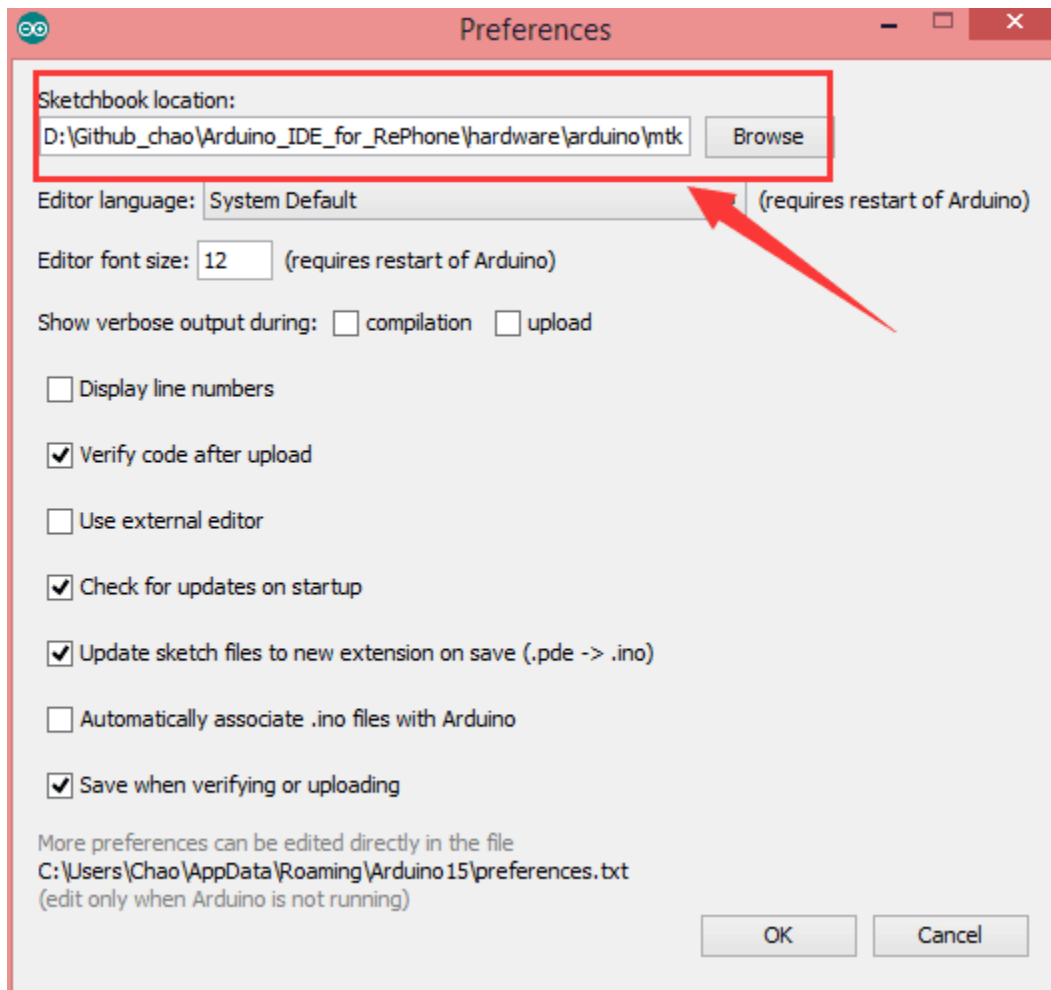 Preferences
Sketchbook location:
D:\Github_chao\Arduino_IDE_for_RePhone\hardware\arduino\mtk Browse
Editor language: System Default (requires restart of Arduino)
Editor font size: 12 (requires restart of Arduino)
Show verbose output during: compilation upload
Display line numbers
Verify code after upload
Use external editor
Check for updates on startup
Update sketch files to new extension on save (.pde -> .ino)
Automatically associate .ino files with Arduino
Save when verifying or uploading
More preferences can be edited directly in the file
C:\Users\Chao\AppData\Roaming\Arduino15\preferences.txt
(edit only when Arduino is not running)
OK Cancel